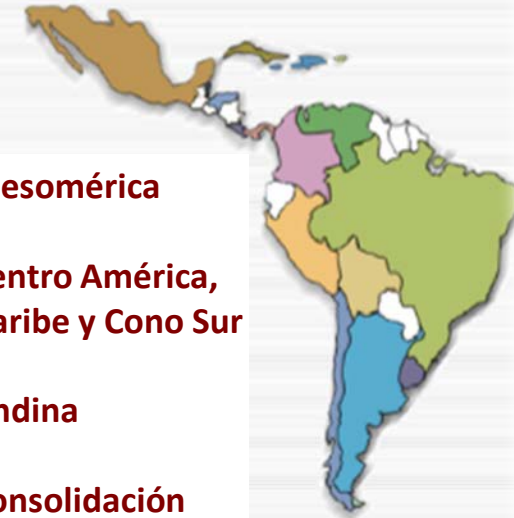 esomérica
entro América,
aribe y Cono Sur
ndina
onsolidación